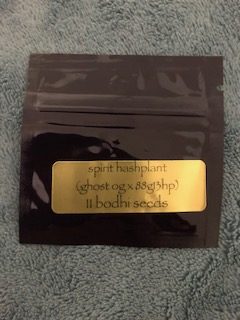 spirit hashplant
(ghost og x 88g13hp)
11 bodhi seeds